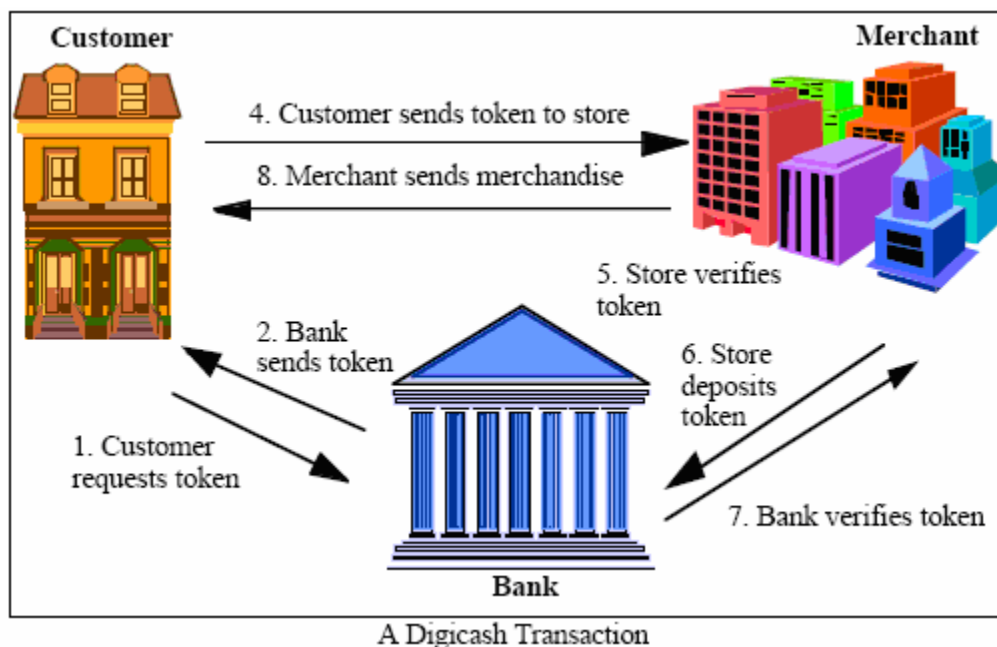 Customer
Merchant
4. Customer sends token to store
8. Merchant sends merchandise
5. Store verifies
token
2. Bank
sends token
6. Store
deposits
token
1. Customer
requests token
7. Bank verifies token
Bank
A Digicash Transaction